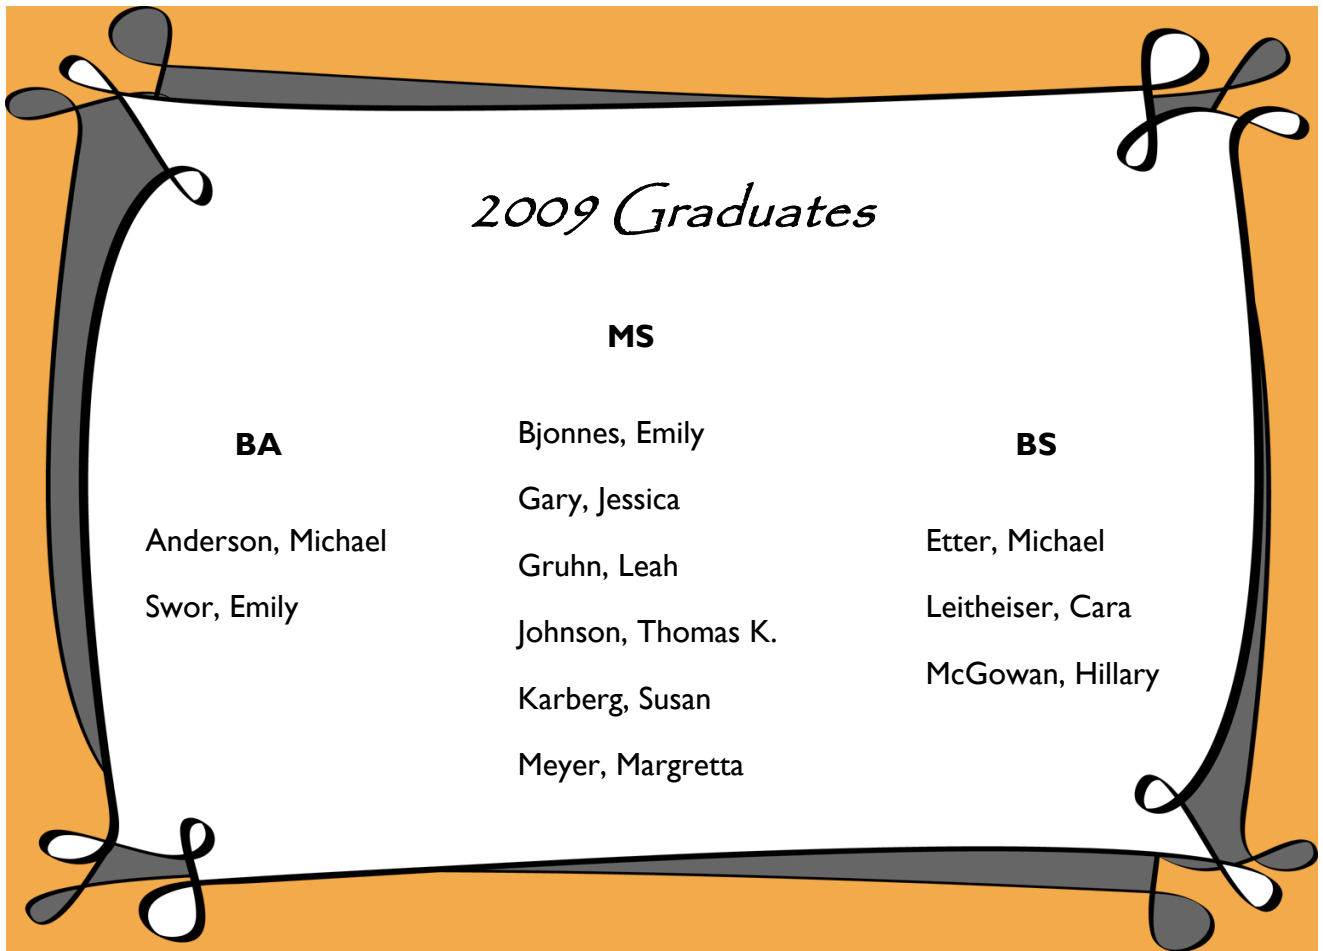 2009 Graduates
BA
Anderson, Michael
Swor, Emily
MS
Bjonnes, Emily
Gary, Jessica
Gruhn, Leah
Johnson, Thomas K.
Karberg, Susan
Meyer, Margretta
BS
Etter, Michael
Leitheiser, Cara
McGowan, Hillary